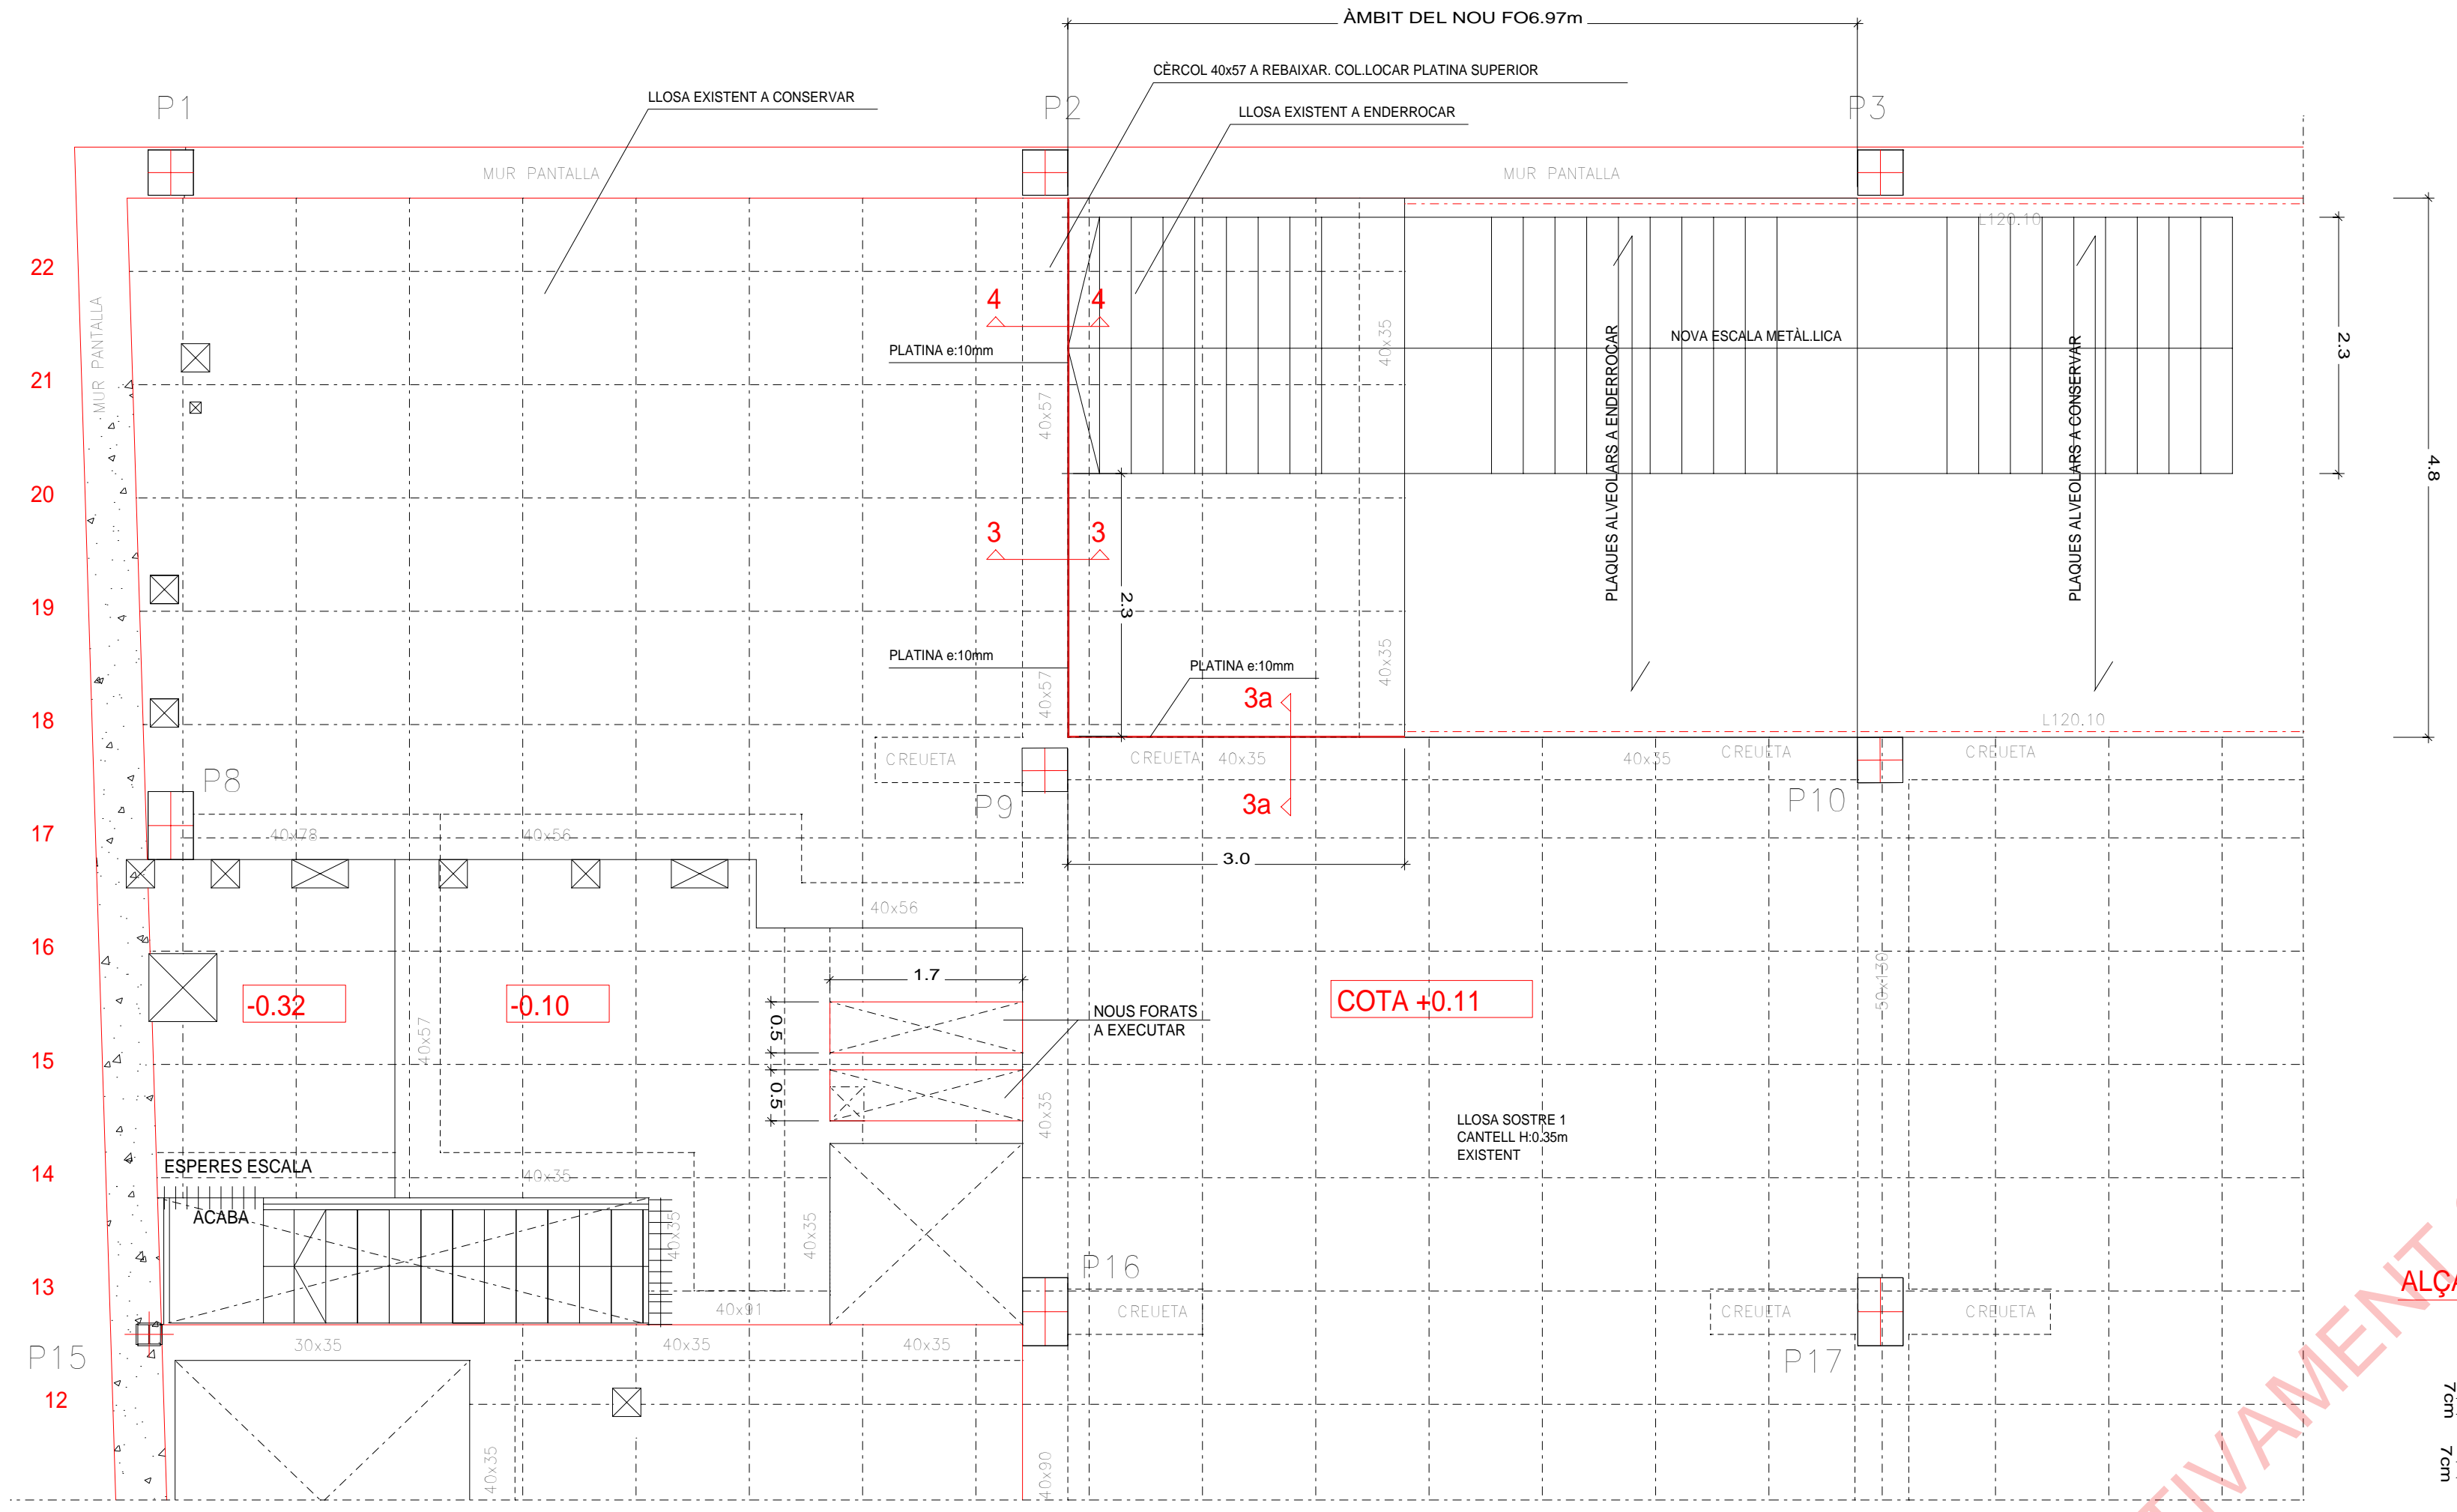 ÀMBIT DEL NOU FO6.97m
CÈRCOL 40x57 A REBAIXAR. COL.LOCAR PLATINA SUPERIOR
LLOSA EXISTENT A CONSERVAR
LLOSA EXISTENT A ENDERROCAR
P1
P2
P3
MUR PANTALLA
MUR PANTALLA
MUR PANTALLA
L120.10
22
21
20
19
18
17
16
15
14
13
12
4
4
PLATINA e:10mm
40x57
40x35
NOVA ESCALA METÀL.LICA
PLAQUES ALVEOLARS A ENDERROCAR
PLAQUES ALVEOLARS A CONSERVAR
2.3
4.8
3
3
2.3
PLATINA e:10mm
40x57
40x35
PLATINA e:10mm
3a
3a
L120.10
CREUETA
CREUETA
40x35
40x35
CREUETA
CREUETA
P8
P9
P10
40x78
40x56
3.0
40x56
1.7
-0.32
-0.10
COTA +0.11
50x130
40x57
0.5
0.5
NOUS FORATS
A EXECUTAR
40x35
LLOSA SOSTRE 1
CANTELL H:0.35m
EXISTENT
ESPERES ESCALA
ACABA
40x35
40x35
40x35
P16
CREUETA
CREUETA
CREUETA
P17
40x91
30x35
40x35
40x35
P15
40x35
40x90
7cm
7cm